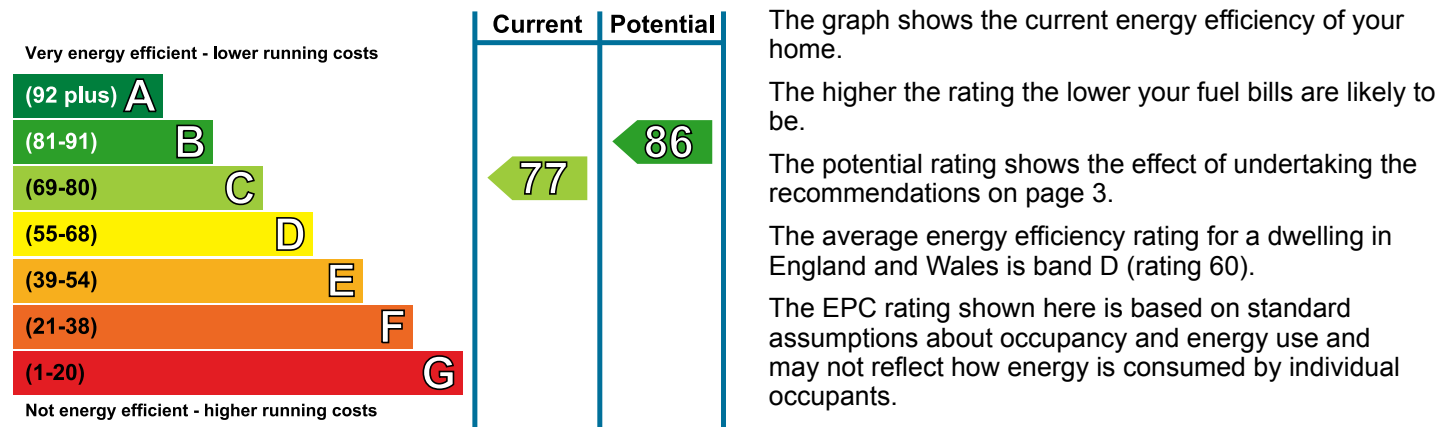 Current Potential
Very energy efficient - lower running costs
(92 plus) A
(81-91) B
86
(69-80) C
77
(55-68) D
(39-54) E
(21-38) F
(1-20) G
Not energy efficient - higher running costs
The graph shows the current energy efficiency of your
home.
The higher the rating the lower your fuel bills are likely to
be.
The potential rating shows the effect of undertaking the
recommendations on page 3.
The average energy efficiency rating for a dwelling in
England and Wales is band D (rating 60).
The EPC rating shown here is based on standard
assumptions about occupancy and energy use and
may not reflect how energy is consumed by individual
occupants.